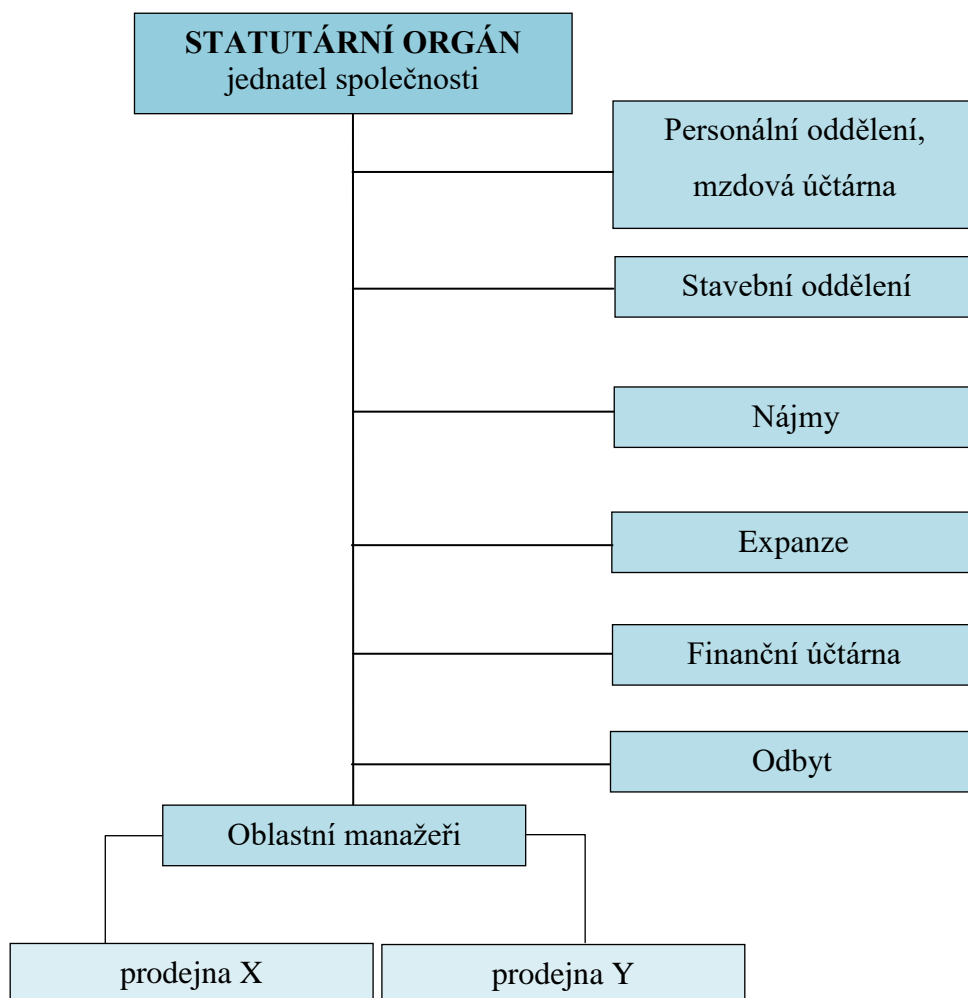 STATUTÁRNÍ ORGÁN
jednatel společnosti
Personální oddělení,
mzdová účtárna
Stavební oddělení
Nájmy
Expanze
Finanční účtárna
Odbyt
Oblastní manažeři
prodejna X
prodejna Y